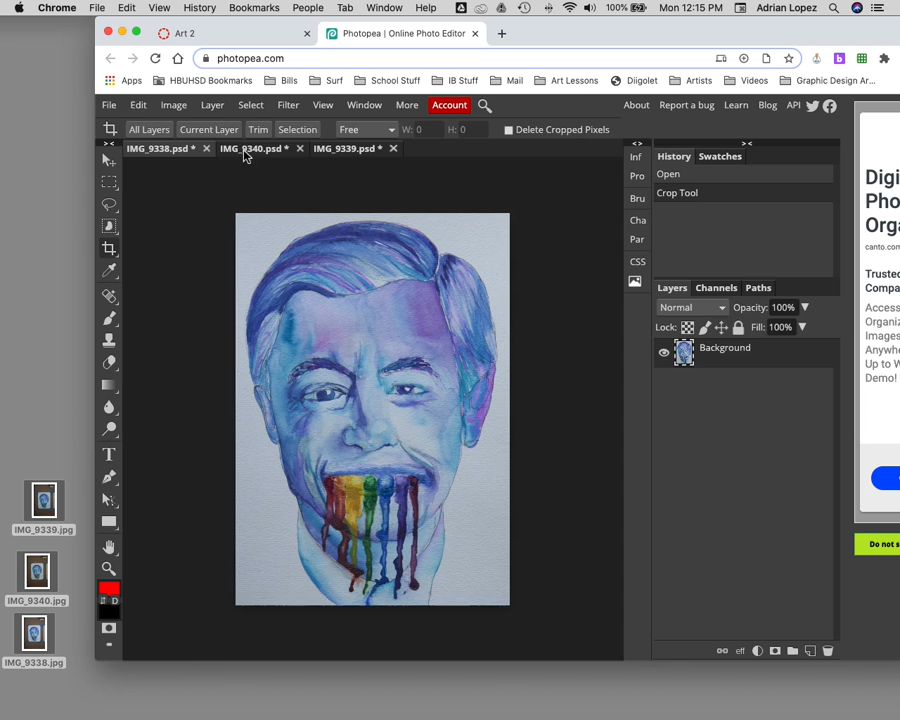 Chrome File Edit View History Bookmarks People Tab Window Help 100% Mon 12:15 PM Adrian Lopez
Art 2 × Photopea | Online Photo Editor × +
photopea.com
Apps HBUHSD Bookmarks Bills Surf School Stuff IB Stuff Mail Art Lessons Diigolet Artists Videos Graphic Design Ar...
File Edit Image Layer Select Filter View Window More Account About Report a bug Learn Blog API
All Layers Current Layer Trim Selection Free W: 0 H: 0 Delete Cropped Pixels
IMG_9338.psd * IMG_9340.psd * IMG_9339.psd *
Inf
Pro
Bru
Cha
Par
CSS
History Swatches
Open
Crop Tool
Layers Channels Paths
Normal Opacity: 100%
Lock: Fill: 100%
Background
eff
T
D
Digi
Pho
Orga
canto.com
Trusted
Compa
Access
Organiz
Images
Anywhe
Up to W
Demo!
Do not s
IMG_9339.jpg
IMG_9340.jpg
IMG_9338.jpg